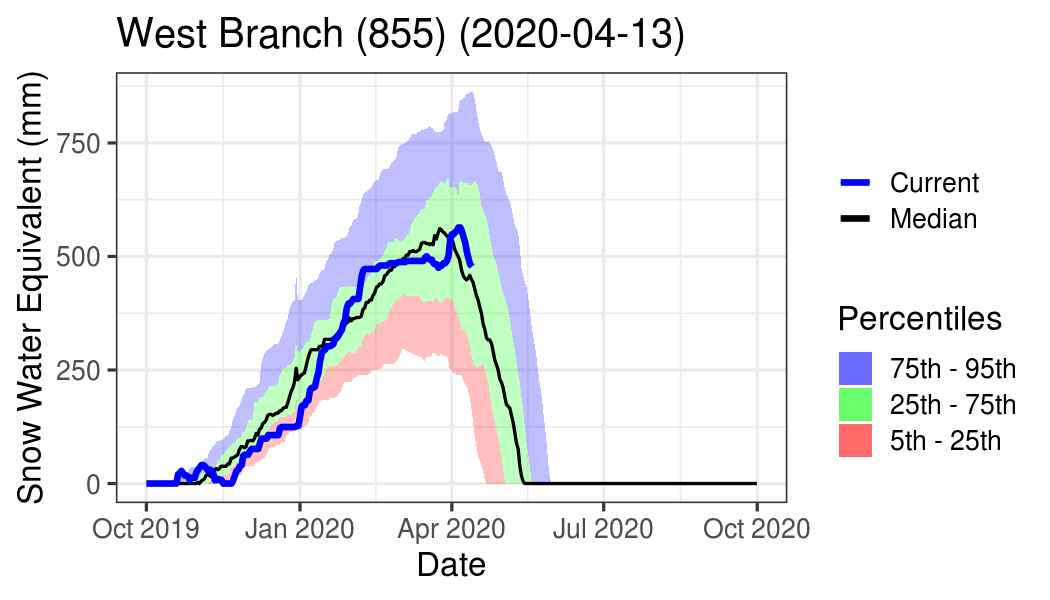 West Branch (855) (2020-04-13)
Snow Water Equivalent (mm)
750
500
250
0
Oct 2019
Jan 2020
Apr 2020
Jul 2020
Oct 2020
Date
Current
Median
Percentiles
75th - 95th
25th - 75th
5th - 25th